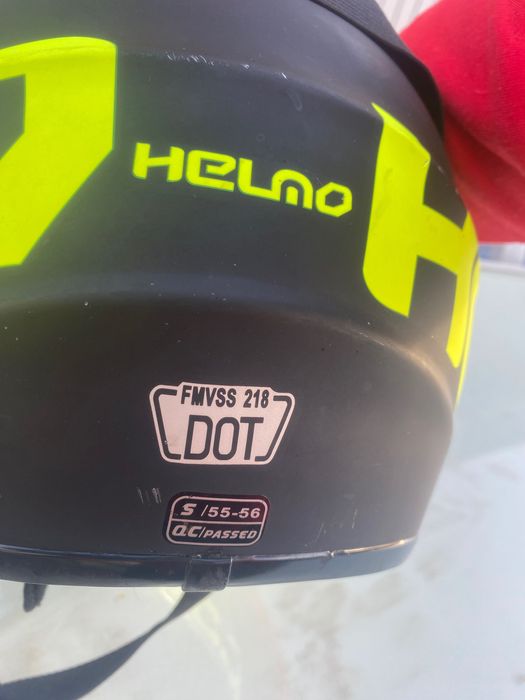 HELMO
H
FMVSS 218
DOT
S /55-56
QC/PASSED